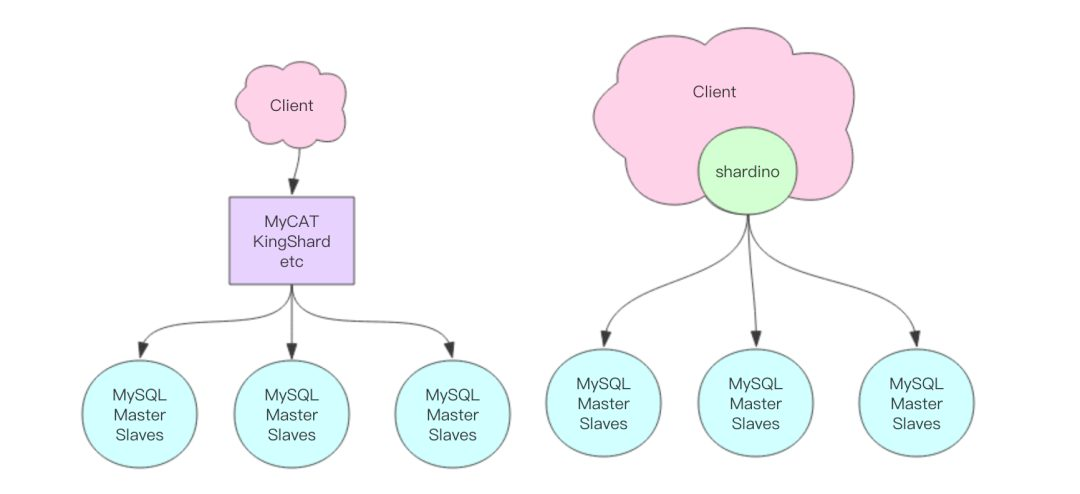 Client
MyCAT
KingShard
etc
MySQL
Master
Slaves
MySQL
Master
Slaves
MySQL
Master
Slaves
Client
shardino
MySQL
Master
Slaves
MySQL
Master
Slaves
MySQL
Master
Slaves